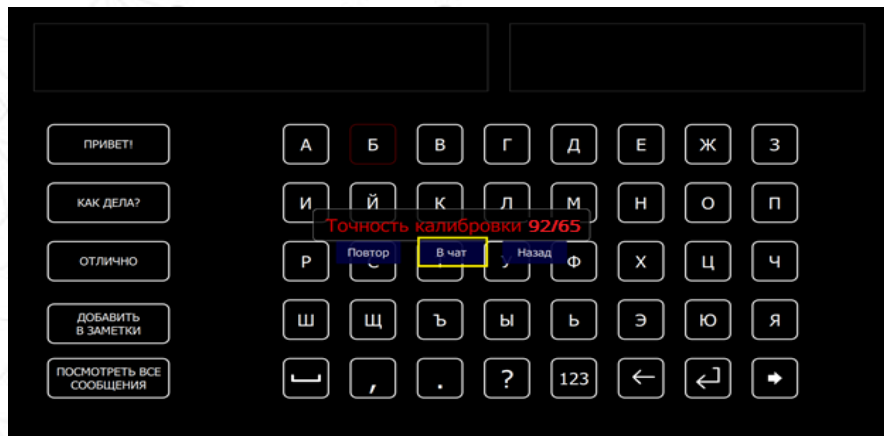 ПРИВЕТ!
А Б В Г Д Е Ж З
КАК ДЕЛА?
И Й К Л М Н О П
Точность калибровки 92/65
Повтор В чат Назад
ОТЛИЧНО
Р С У Ф Х Ц Ч
ДОБАВИТЬ
В ЗАМЕТКИ
Ш Щ Ъ Ы Ь Э Ю Я
ПОСМОТРЕТЬ ВСЕ
СООБЩЕНИЯ
, . ? 123